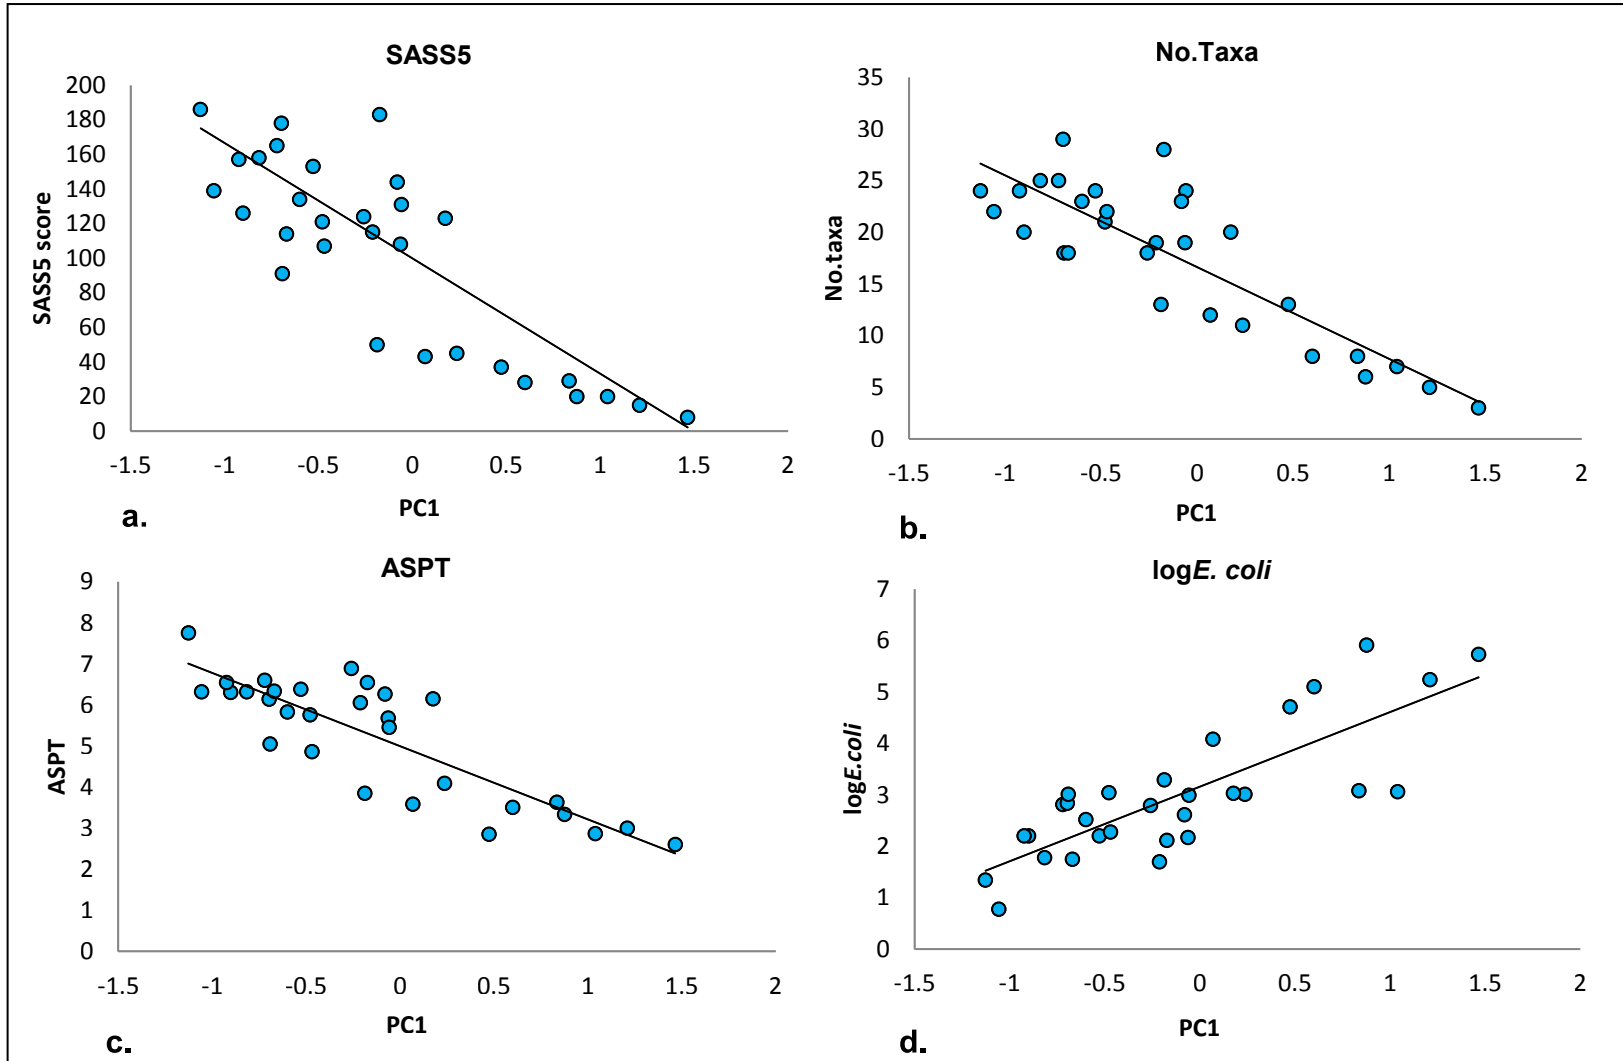 SASS5
200
180
160
140
120
100
80
60
40
20
0
SASS5 score
-1.5 -1 -0.5 0 0.5 1 1.5 2
PC1
a.
No.Taxa
35
30
25
20
15
10
5
0
No.taxa
-1.5 -1 -0.5 0 0.5 1 1.5 2
PC1
b.
ASPT
9
8
7
6
5
4
3
2
1
0
ASPT
-1.5 -1 -0.5 0 0.5 1 1.5 2
PC1
c.
logE. coli
7
6
5
4
3
2
1
0
logE.coli
-1.5 -1 -0.5 0 0.5 1 1.5 2
PC1
d.